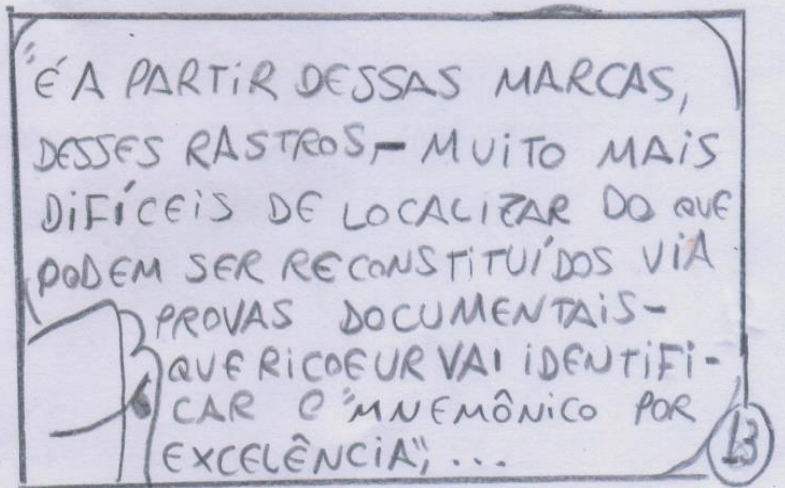 "É A PARTIR DESSAS MARCAS,
DESSES RASTROS,- MUITO MAIS
DIFÍCEIS DE LOCALIZAR DO QUE
PODEM SER RECONSTITUÍDOS VIA
PROVAS DOCUMENTAIS-
QUE RICOEUR VAI IDENTIFI-
CAR O "MNEMÔNICO POR
EXCELÊNCIA", ...
13